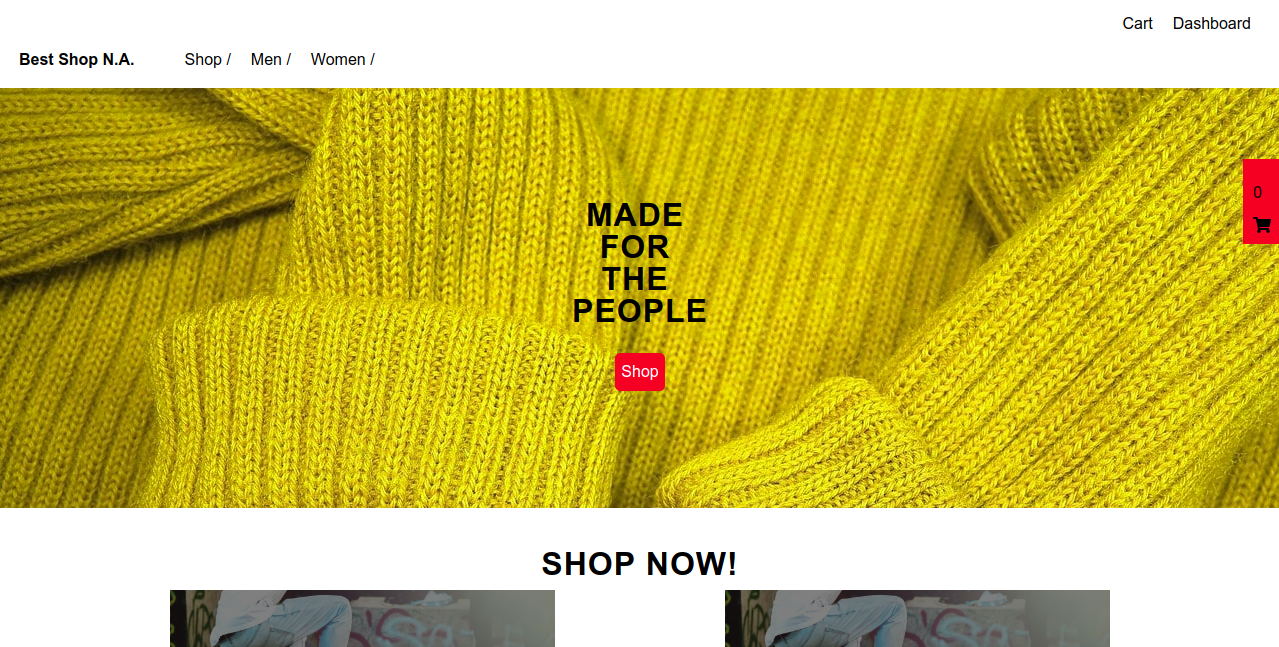 Cart Dashboard
Best Shop N.A. Shop / Men / Women /
0
MADE
FOR
THE
PEOPLE
Shop
SHOP NOW!